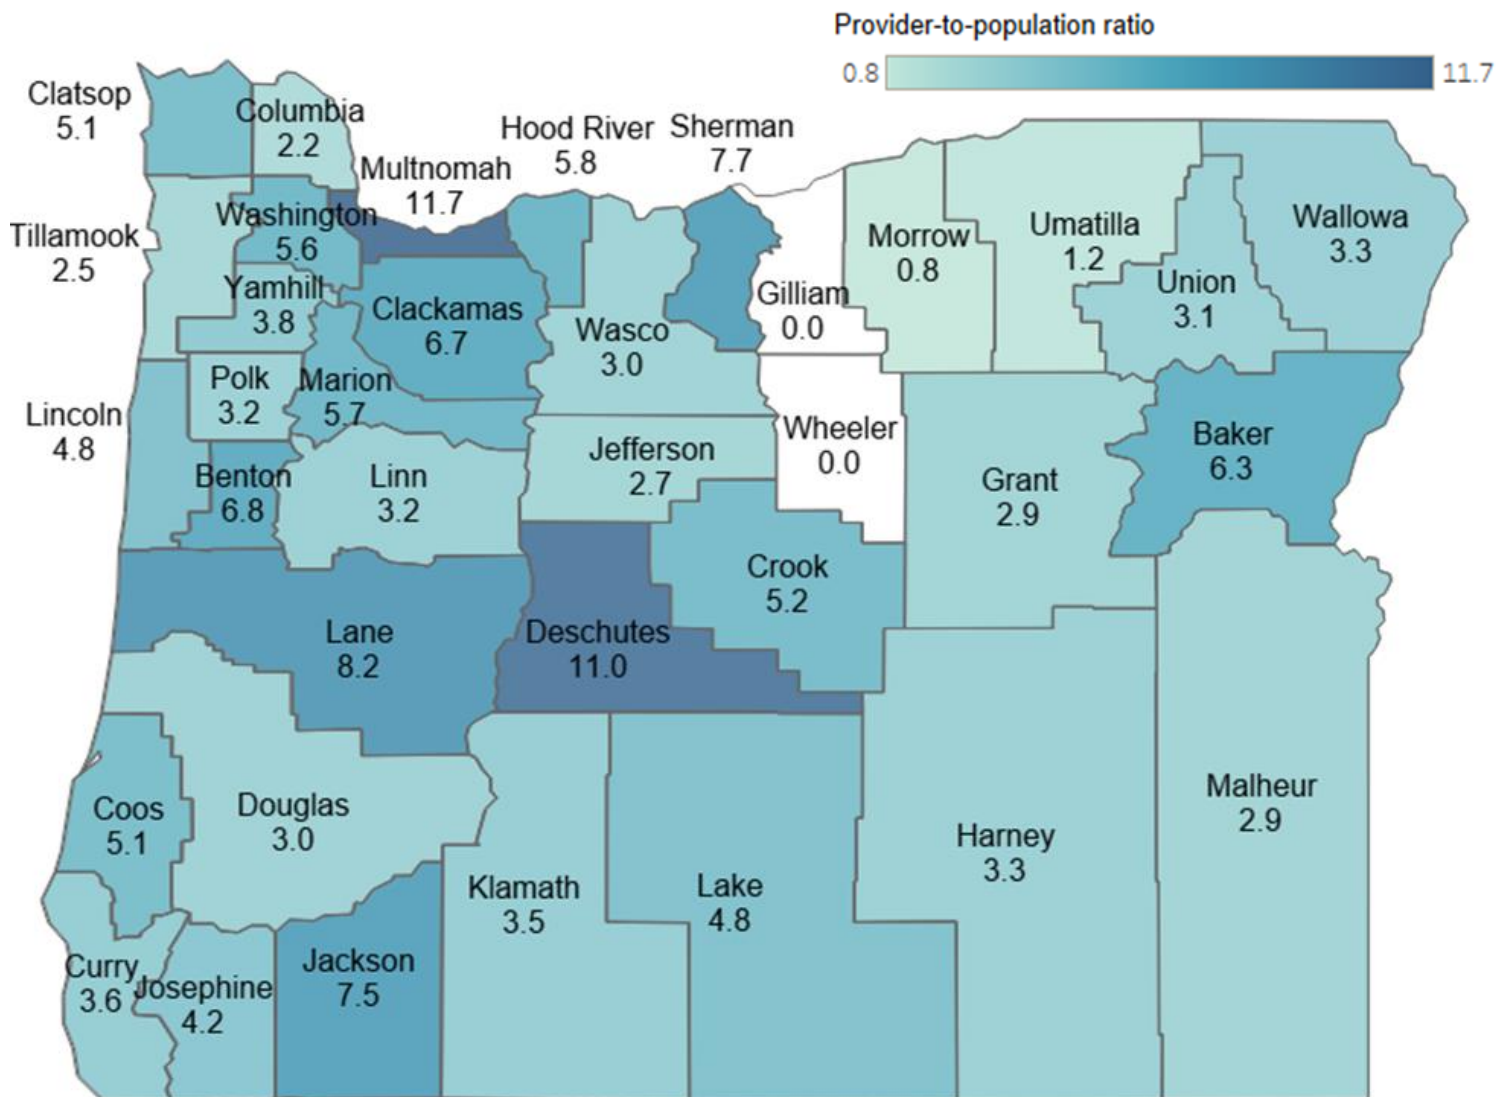 Provider-to-population ratio
0.8
11.7
Clatsop
5.1
Columbia
2.2
Multnomah
11.7
Hood River
5.8
Sherman
7.7
Tillamook
2.5
Washington
5.6
Yamhill
3.8
Clackamas
6.7
Wasco
3.0
Gilliam
0.0
Morrow
0.8
Umatilla
1.2
Union
3.1
Wallowa
3.3
Lincoln
4.8
Polk
3.2
Marion
5.7
Benton
6.8
Linn
3.2
Jefferson
2.7
Wheeler
0.0
Grant
2.9
Baker
6.3
Lane
8.2
Deschutes
11.0
Crook
5.2
Coos
5.1
Douglas
3.0
Klamath
3.5
Lake
4.8
Harney
3.3
Malheur
2.9
Curry
3.6
Josephine
4.2
Jackson
7.5